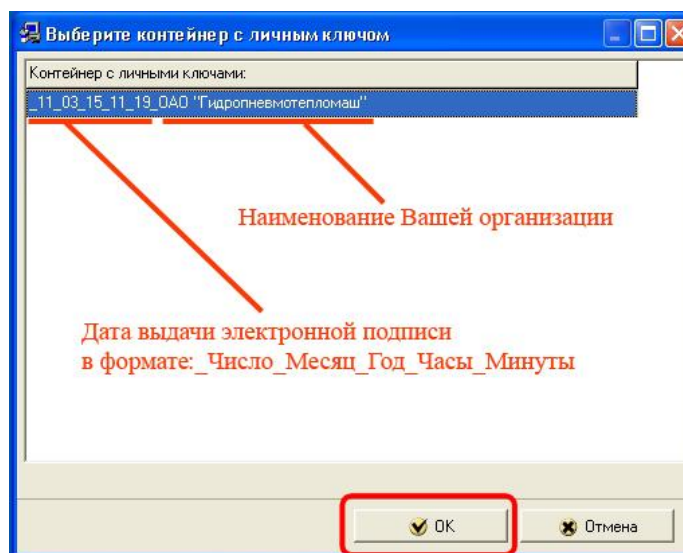 Выберите контейнер с личным ключом
Контейнер с личными ключами:
_11_03_15_11_19_ОАО "Гидропневмотепломаш"
Наименование Вашей организации
Дата выдачи электронной подписи
в формате:_Число_Месяц_Год_Часы_Минуты
OK
Отмена